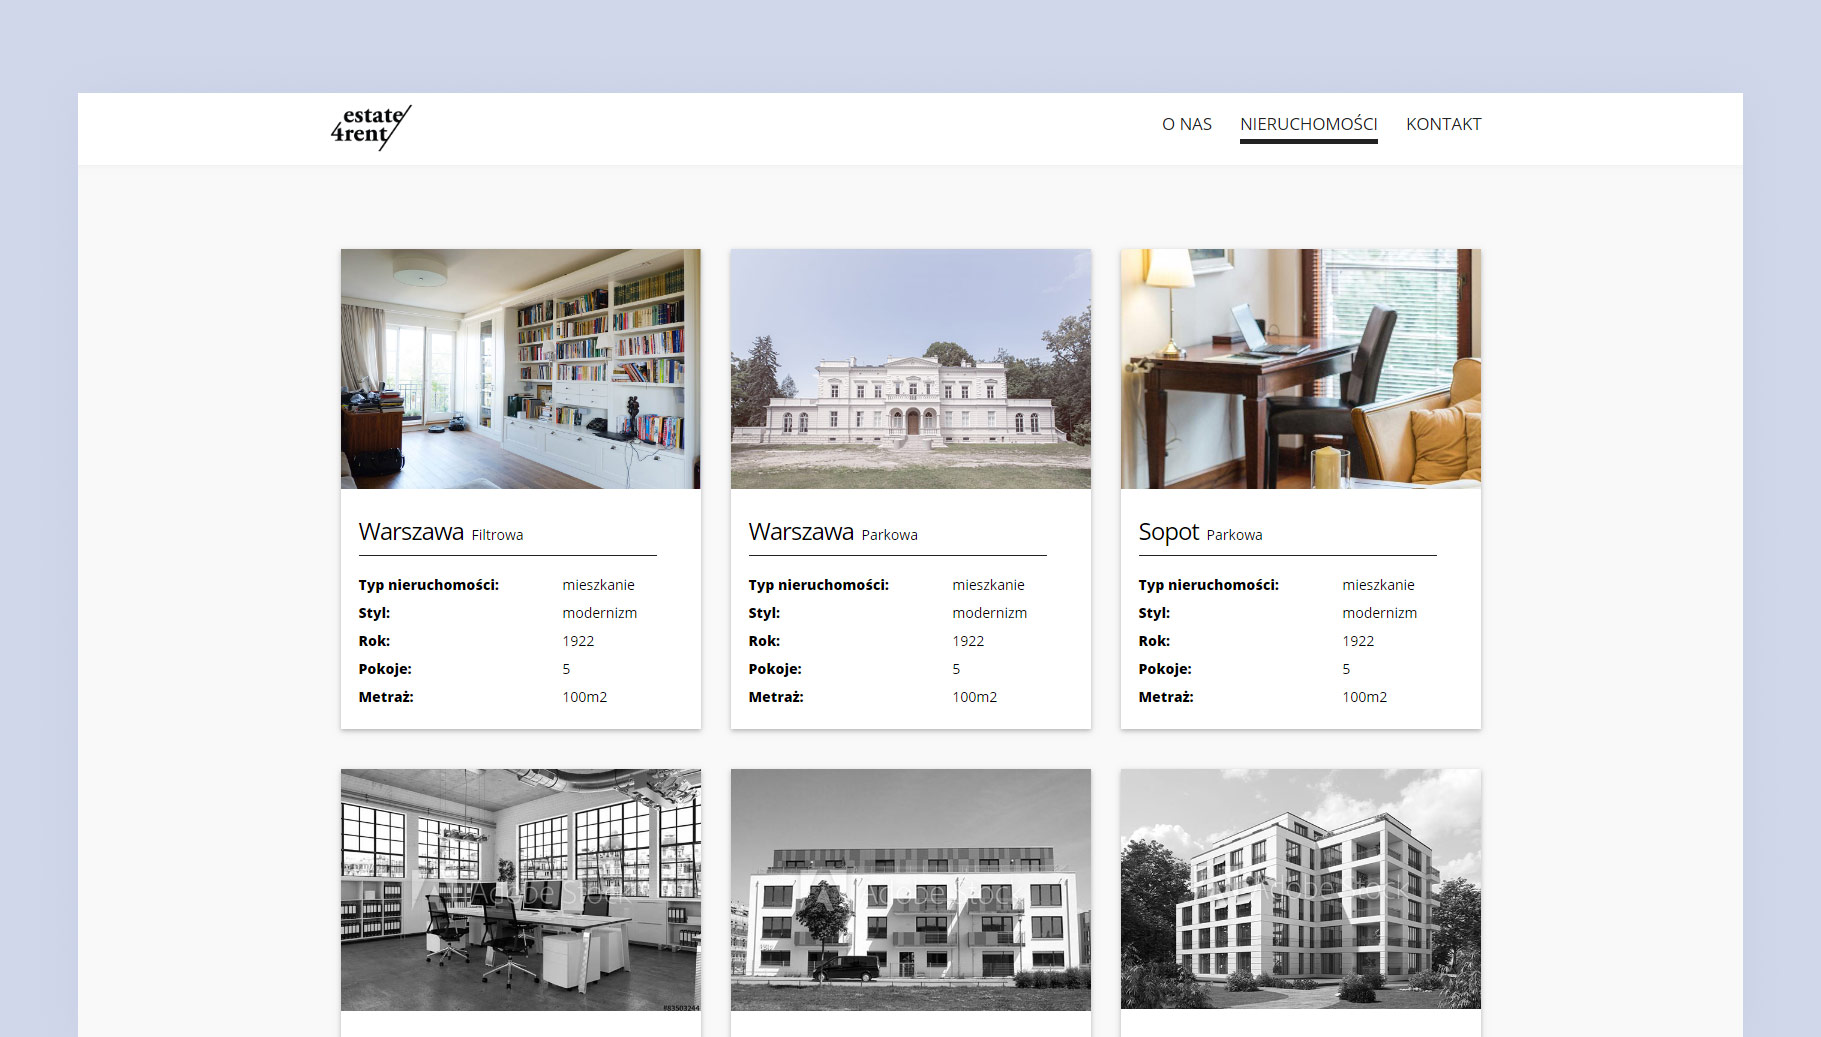 estate
4rent
O NAS NIERUCHOMOŚCI KONTAKT
Warszawa Filtrowa
Typ nieruchomości: mieszkanie
Styl: modernizm
Rok: 1922
Pokoje: 5
Metraż: 100m2
Warszawa Parkowa
Typ nieruchomości: mieszkanie
Styl: modernizm
Rok: 1922
Pokoje: 5
Metraż: 100m2
Sopot Parkowa
Typ nieruchomości: mieszkanie
Styl: modernizm
Rok: 1922
Pokoje: 5
Metraż: 100m2
Adobe Stock
Adobe Stock
Adobe Stock